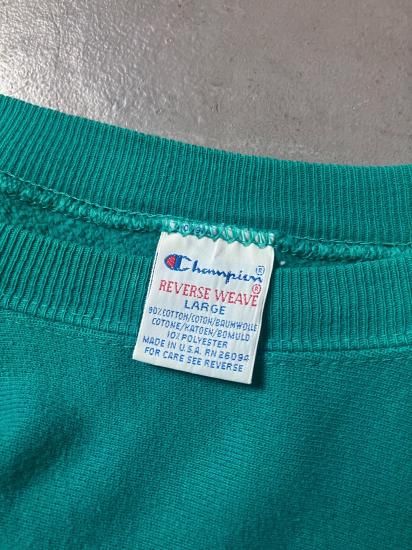 Champion®
REVERSE WEAVE®
LARGE
90% COTTON/COTON/BAUMWOLLE
COTONE/KATOEN/BOMULD
10% POLYESTER
MADE IN U.S.A. RN 26094
FOR CARE SEE REVERSE